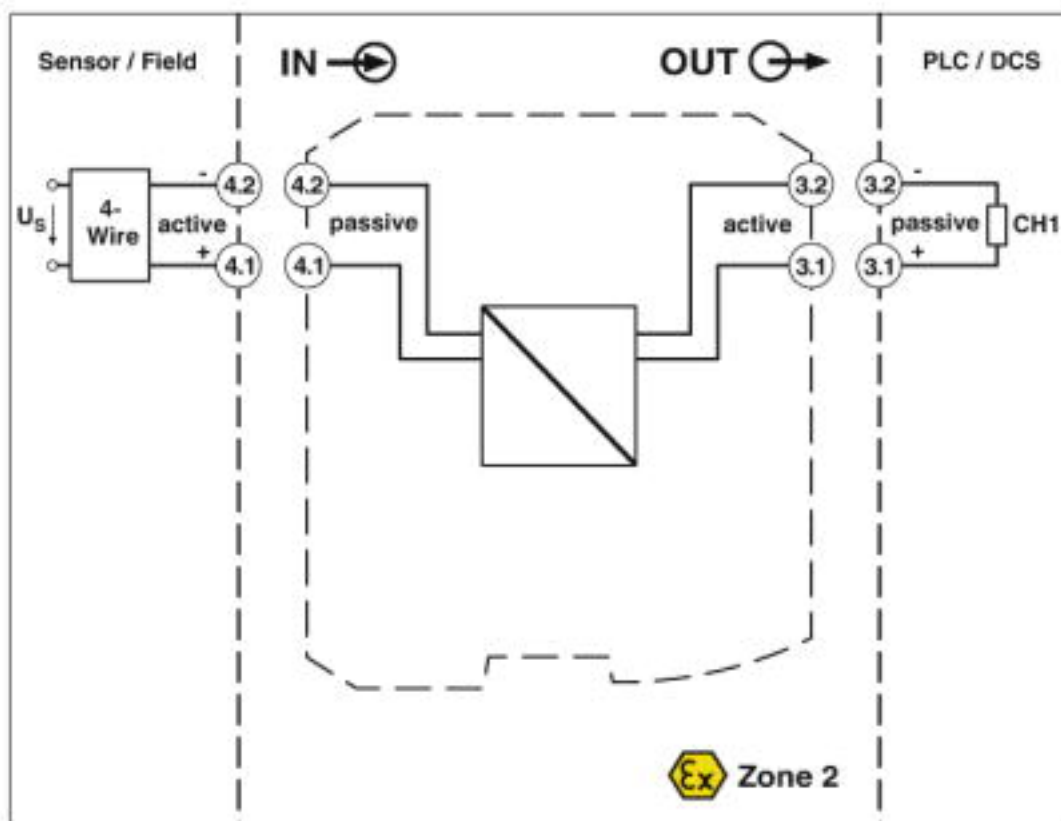 Sensor / Field
IN
OUT
PLC / DCS
U_S
4-
Wire
-
active
+
4.2
4.1
4.2
passive
4.1
3.2
active
3.1
3.2
-
passive
3.1
+
CH1
Ex Zone 2